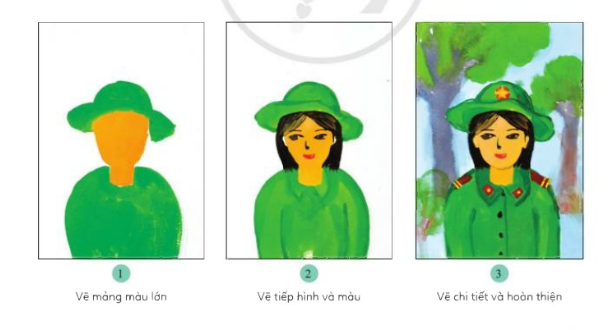 1
2
3
Vẽ mảng màu lớn
Vẽ tiếp hình và màu
Vẽ chi tiết và hoàn thiện